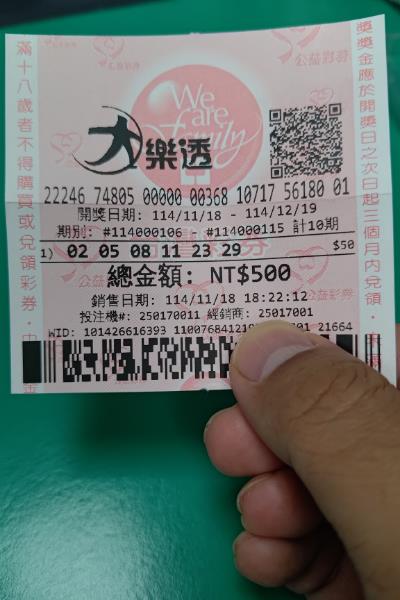 公益彩券
We
are
Family
大樂透
22246 74805 00000 00368 10717 56180 01
開獎日期: 114/11/18 - 114/12/19
期別: #114000106 - #114000115 計10期
1) 02 05 08 11 23 29 $50
總金額: NT$500
銷售日期: 114/11/18 18:22:12
投注機#: 250170011 經銷商: 25017001
WID: 101426616393 110076841210 21664
滿十八歲者不得購買或兌領彩券・中
獎金應於開獎日之次日起三個月內兌領・